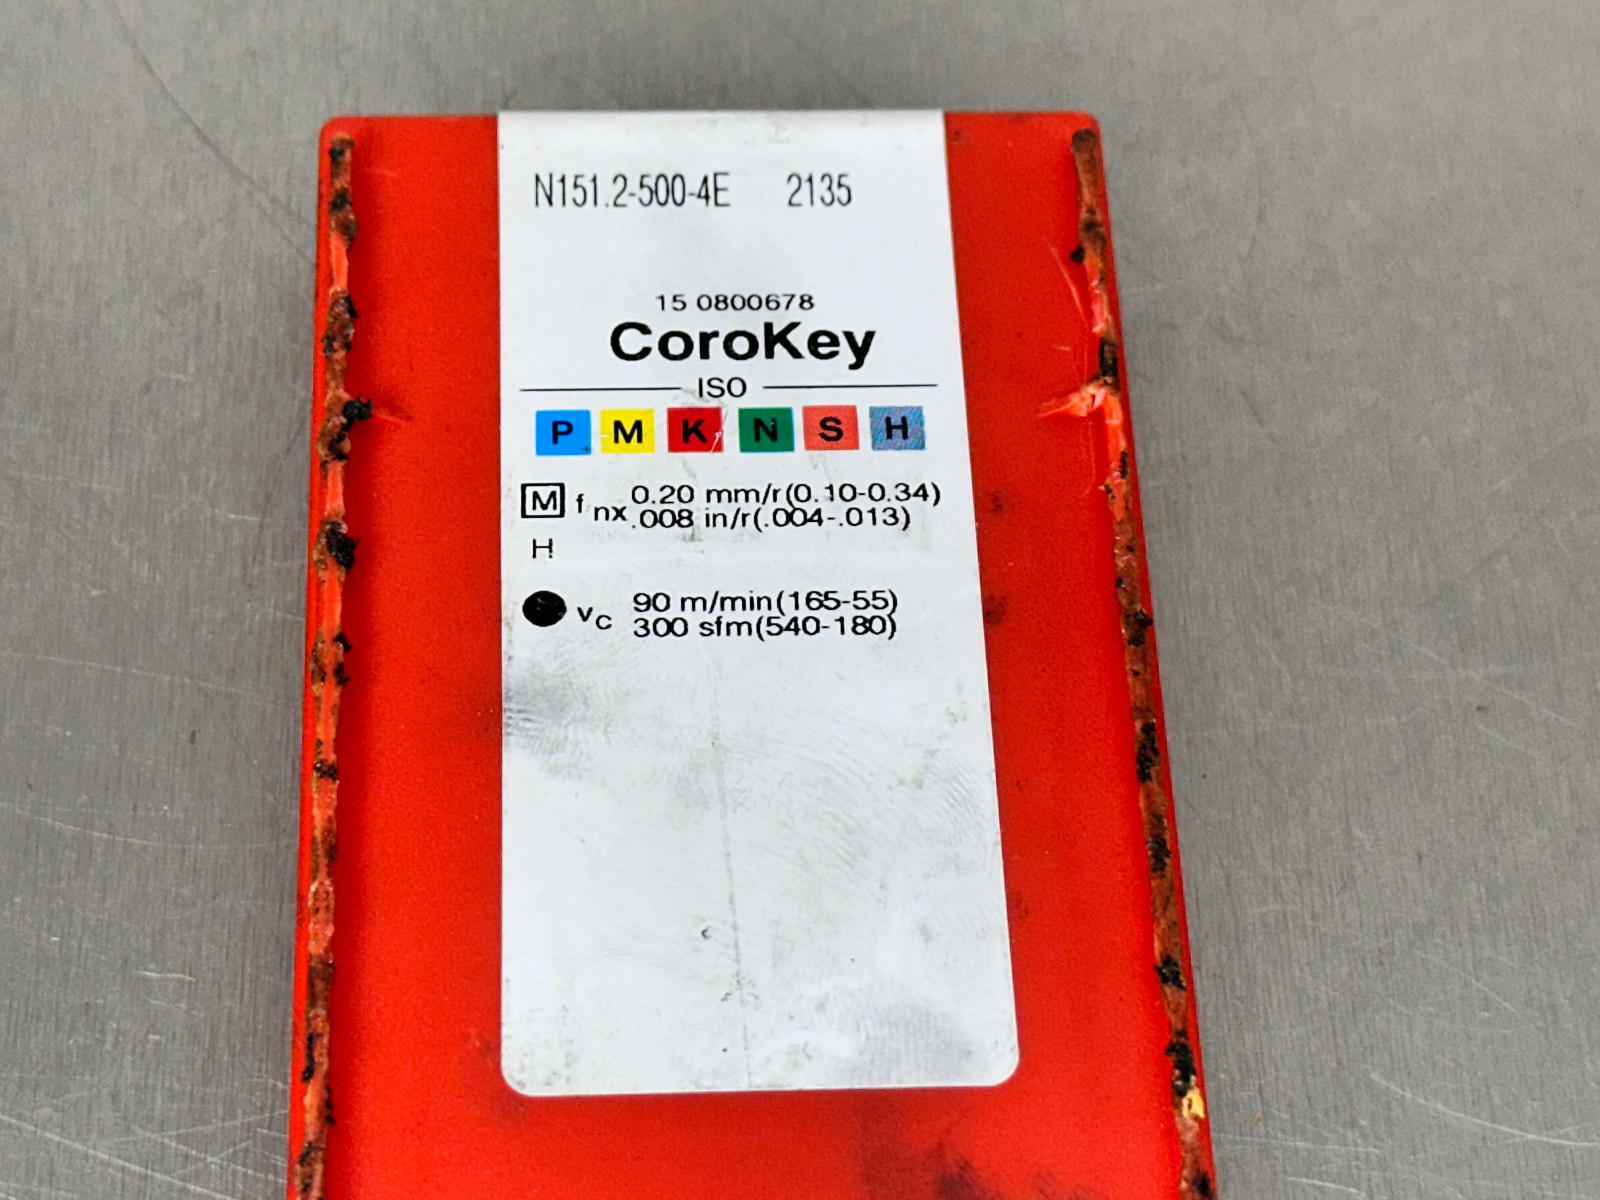 N151.2-500-4E 2135
15 0800678
CoroKey
ISO
P M K N S H
M fnx 0.20 mm/r(0.10-0.34)
.008 in/r(.004-.013)
H
vc 90 m/min(165-55)
300 sfm(540-180)